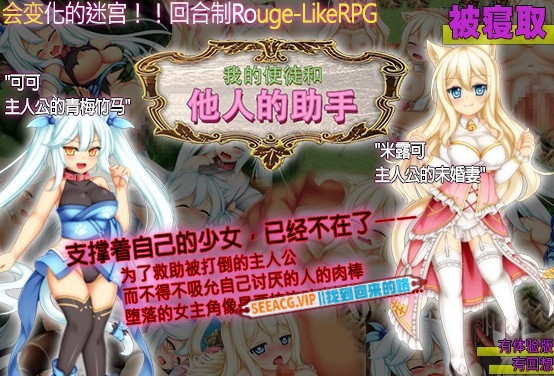 会变化的迷宫！！回合制Rouge-LikeRPG
被寝取
我的使徒和
他人的助手
"可可
主人公的青梅竹马"
"米露可
主人公的未婚妻"
支撑着自己的少女，已经不在了——
为了救助被打倒的主人公
而不得不吸允自己讨厌的人的肉棒
堕落的女主角像是
SEEACG.VIP||找到回来的路...
有体验版
有回想